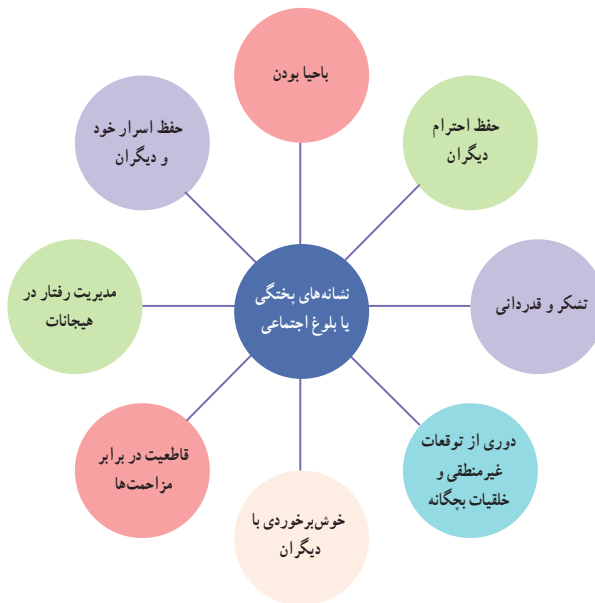 نشانه‌های پختگی
یا بلوغ اجتماعی
باحیا بودن
حفظ احترام
دیگران
تشکر و قدردانی
دوری از توقعات
غیرمنطقی و
خلقیات بچگانه
خوش‌برخوردی با
دیگران
قاطعیت در برابر
مزاحمت‌ها
مدیریت رفتار در
هیجانات
حفظ اسرار خود
و دیگران